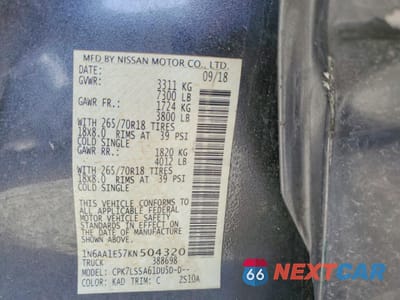 MFD BY NISSAN MOTOR CO., LTD.
DATE: 09/18
GVWR: 3311 KG
7300 LB
GAWR FR.: 1724 KG
3800 LB
WITH 265/70R18 TIRES
18x8.0 RIMS AT 39 PSI
COLD SINGLE
GAWR RR.: 1820 KG
4012 LB
WITH 265/70R18 TIRES
18x8.0 RIMS AT 39 PSI
COLD SINGLE
THIS VEHICLE CONFORMS TO
ALL APPLICABLE FEDERAL
MOTOR VEHICLE SAFETY
STANDARDS IN EFFECT ON
THE DATE OF MANUFACTURE
SHOWN ABOVE.
1N6AA1E57KN504320
TRUCK 388698
MODEL: CPK7LSSA61DU50-D--
COLOR: KAD TRIM: C ZS10A
66 NEXTCAR